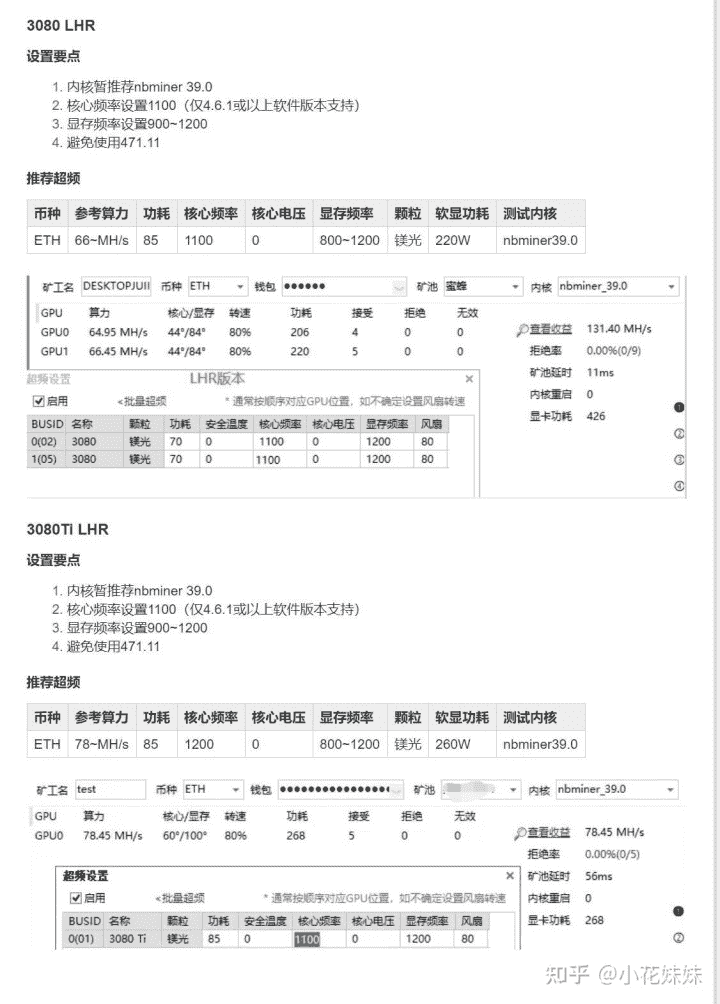 3080 LHR
设置要点
1. 内核暂推荐nbminer 39.0
2. 核心频率设置1100（仅4.6.1或以上软件版本支持）
3. 显存频率设置900~1200
4. 避免使用471.11
推荐超频
币种 参考算力 功耗 核心频率 核心电压 显存频率 颗粒 软显功耗 测试内核
ETH 66~MH/s 85 1100 0 800~1200 镁光 220W nbminer39.0
矿工名 DESKTOPJUII 币种 ETH 钱包 ●●●●●● 矿池 蜜蜂 内核 nbminer_39.0
GPU 算力 核心/显存 转速 功耗 接受 拒绝 无效
GPU0 64.95 MH/s 44°/84° 80% 206 4 0 0 查看收益 131.40 MH/s
GPU1 66.45 MH/s 44°/84° 80% 220 5 0 0 拒绝率 0.00%(0/9)
矿池延时 11ms
超频设置 LHR版本 ×
内核重启 0
启用 <批量超频 * 通常按顺序对应GPU位置，如不确定设置风扇转速
显卡功耗 426
BUSID 名称 颗粒 功耗 安全温度 核心频率 核心电压 显存频率 风扇
0(02) 3080 镁光 70 0 1100 0 1200 80
1(05) 3080 镁光 70 0 1100 0 1200 80
①
②
③
④
3080Ti LHR
设置要点
1. 内核暂推荐nbminer 39.0
2. 核心频率设置1100（仅4.6.1或以上软件版本支持）
3. 显存频率设置900~1200
4. 避免使用471.11
推荐超频
币种 参考算力 功耗 核心频率 核心电压 显存频率 颗粒 软显功耗 测试内核
ETH 78~MH/s 85 1200 0 800~1200 镁光 260W nbminer39.0
矿工名 test 币种 ETH 钱包 ●●●●●●●●●●●●●●●● 矿池 内核 nbminer_39.0
GPU 算力 核心/显存 转速 功耗 接受 拒绝 无效
GPU0 78.45 MH/s 60°/100° 80% 268 5 0 0 查看收益 78.45 MH/s
拒绝率 0.00%(0/5)
超频设置 × 矿池延时 56ms
启用 <批量超频 * 通常按顺序对应GPU位置，如不确定设置风扇转速 内核重启 0
显卡功耗 268
BUSID 名称 颗粒 功耗 安全温度 核心频率 核心电压 显存频率 风扇
0(01) 3080 Ti 镁光 85 0 1100 0 1200 80
①
②
知乎 @小花妹妹